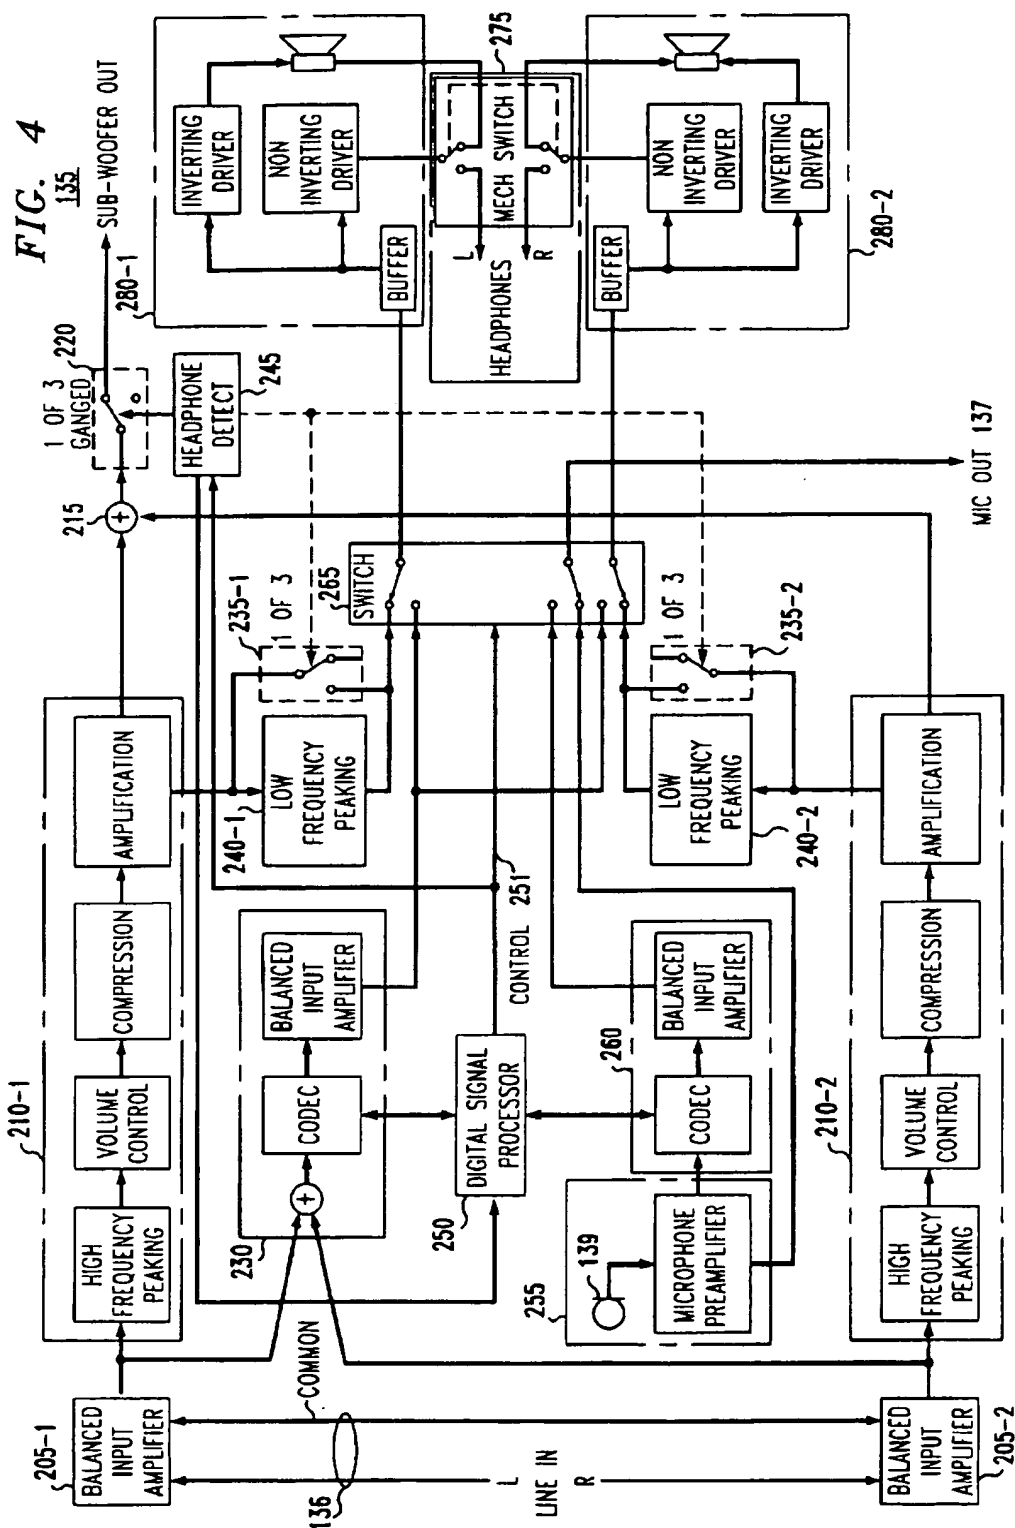 FIG. 4
135
SUB-WOOFER OUT
280-1
INVERTING
DRIVER
NON
INVERTING
DRIVER
BUFFER
275
MECH SWITCH
L
R
HEADPHONES
280-2
BUFFER
NON
INVERTING
DRIVER
INVERTING
DRIVER
220
1 OF 3
GANGED
HEADPHONE
DETECT
245
215
+
MIC OUT 137
235-1
1 OF 3
265
SWITCH
1 OF 3
235-2
210-1
HIGH
FREQUENCY
PEAKING
VOLUME
CONTROL
COMPRESSION
AMPLIFICATION
240-1
LOW
FREQUENCY
PEAKING
LOW
FREQUENCY
PEAKING
240-2
230
+
CODEC
BALANCED
INPUT
AMPLIFIER
CONTROL 251
250
DIGITAL SIGNAL
PROCESSOR
260
CODEC
BALANCED
INPUT
AMPLIFIER
255
139
MICROPHONE
PREAMPLIFIER
210-2
HIGH
FREQUENCY
PEAKING
VOLUME
CONTROL
COMPRESSION
AMPLIFICATION
205-1
BALANCED
INPUT
AMPLIFIER
COMMON
136
L
LINE IN
R
BALANCED
INPUT
AMPLIFIER
205-2